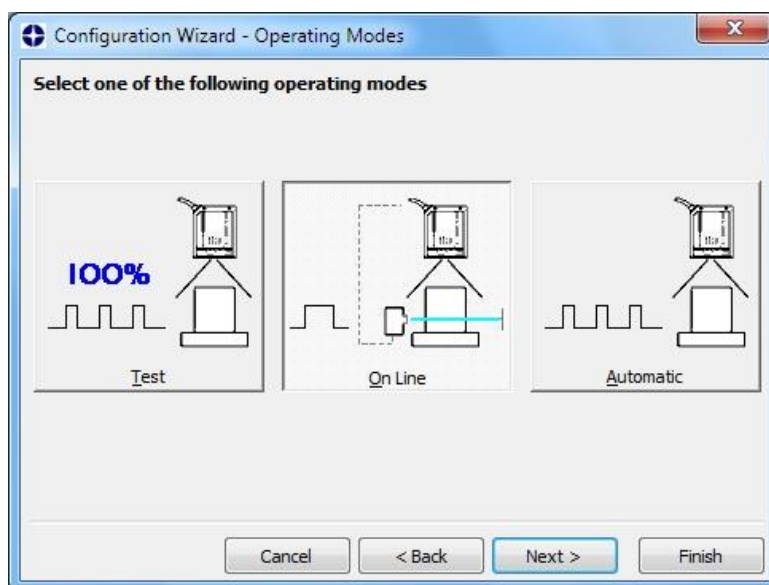 Configuration Wizard - Operating Modes
Select one of the following operating modes
100%
Test
On Line
Automatic
Cancel
< Back
Next >
Finish